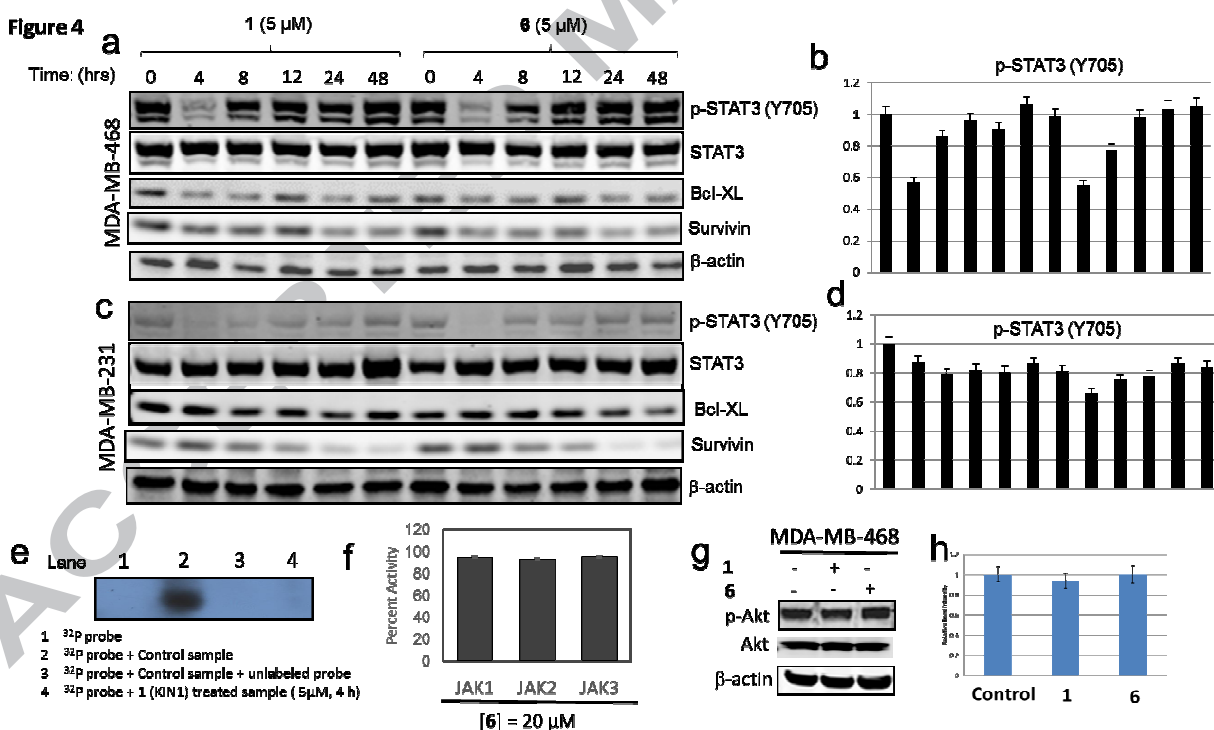 Figure 4
a
1 (5 µM)
6 (5 µM)
Time: (hrs)
0 4 8 12 24 48 0 4 8 12 24 48
MDA-MB-468
p-STAT3 (Y705)
STAT3
Bcl-XL
Survivin
β-actin
b
p-STAT3 (Y705)
1.2
1
0.8
0.6
0.4
0.2
0
c
MDA-MB-231
p-STAT3 (Y705)
STAT3
Bcl-XL
Survivin
β-actin
d
p-STAT3 (Y705)
1.2
1
0.8
0.6
0.4
0.2
0
e
Lane 1 2 3 4
1 ³²P probe
2 ³²P probe + Control sample
3 ³²P probe + Control sample + unlabeled probe
4 ³²P probe + 1 (KIN1) treated sample ( 5µM, 4 h)
f
Percent Activity
120
100
80
60
40
20
0
JAK1 JAK2 JAK3
[6] = 20 µM
g
MDA-MB-468
1 - + -
6 - - +
p-Akt
Akt
β-actin
h
1
Control 1 6